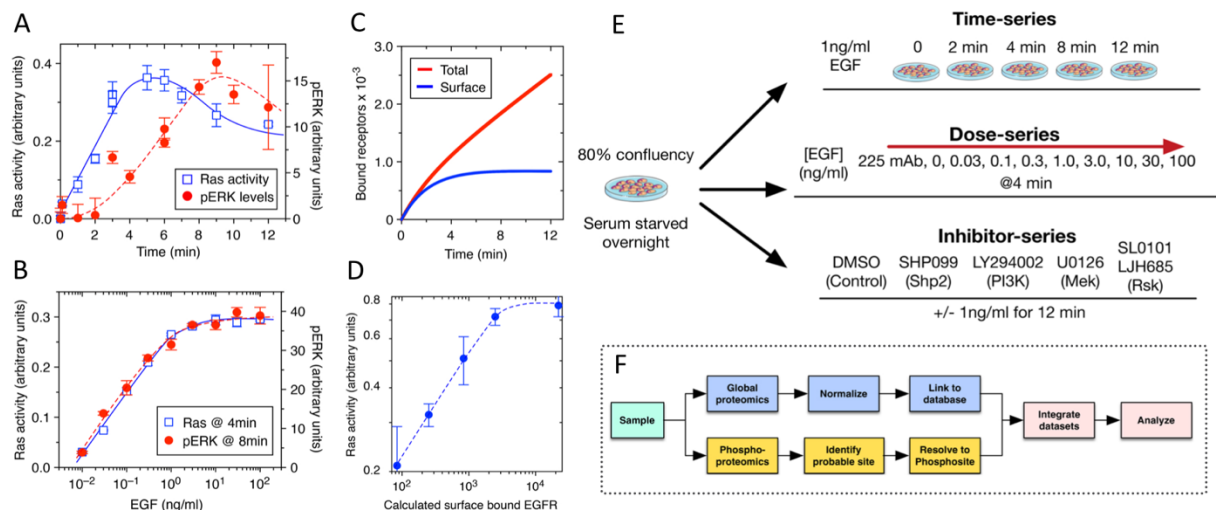 A
0.4
0.2
0.0
Ras activity (arbitrary units)
15
10
5
0
pERK (arbitrary units)
Ras activity
pERK levels
0 2 4 6 8 10 12
Time (min)
B
0.3
0.2
0.1
0.0
Ras activity (arbitrary units)
40
30
20
10
0
pERK (arbitrary units)
Ras @ 4min
pERK @ 8min
10⁻² 10⁻¹ 10⁰ 10¹ 10²
EGF (ng/ml)
C
3.0
2.0
1.0
0
Bound receptors x 10⁻³
Total
Surface
0 4 8 12
Time (min)
D
0.8
0.4
0.2
Ras activity (arbitrary units)
10² 10³ 10⁴
Calculated surface bound EGFR
E
80% confluency
Serum starved
overnight
Time-series
1ng/ml
EGF
0 2 min 4 min 8 min 12 min
Dose-series
[EGF]
(ng/ml)
225 mAb, 0, 0.03, 0.1, 0.3, 1.0, 3.0, 10, 30, 100
@4 min
Inhibitor-series
DMSO
(Control)
SHP099
(Shp2)
LY294002
(PI3K)
U0126
(Mek)
SL0101
LJH685
(Rsk)
+/- 1ng/ml for 12 min
F
Sample
Global
proteomics
Normalize
Link to
database
Phospho-
proteomics
Identify
probable site
Resolve to
Phosphosite
Integrate
datasets
Analyze